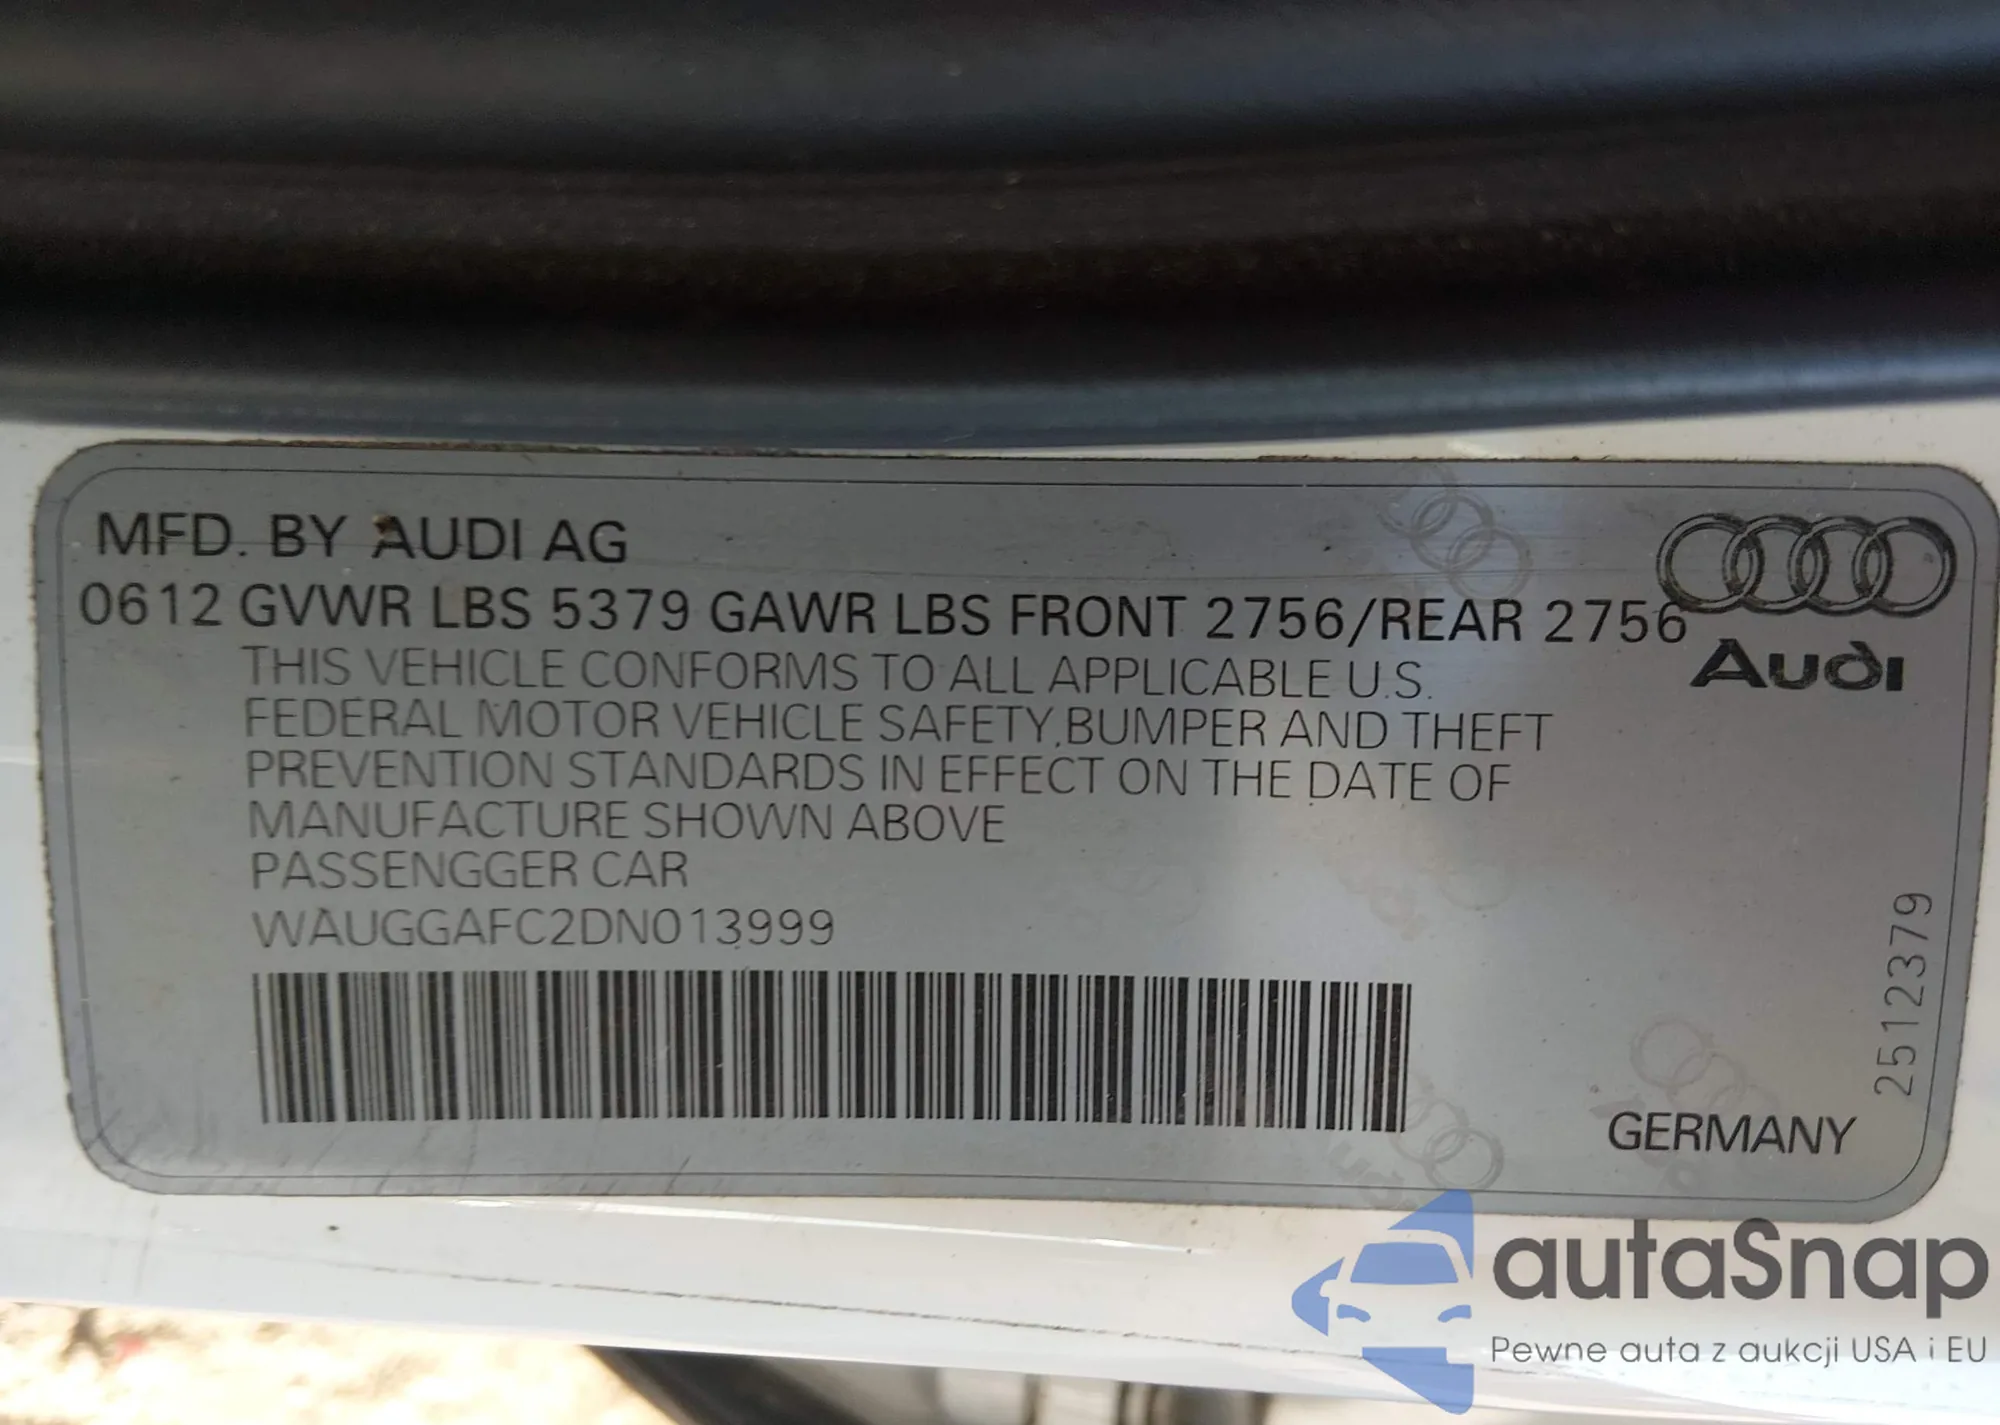 MFD. BY AUDI AG
0612 GVWR LBS 5379 GAWR LBS FRONT 2756/REAR 2756
Audi
THIS VEHICLE CONFORMS TO ALL APPLICABLE U.S.
FEDERAL MOTOR VEHICLE SAFETY,BUMPER AND THEFT
PREVENTION STANDARDS IN EFFECT ON THE DATE OF
MANUFACTURE SHOWN ABOVE
PASSENGGER CAR
WAUGGAFC2DN013999
2512379
GERMANY
autaSnap
Pewne auta z aukcji USA i EU